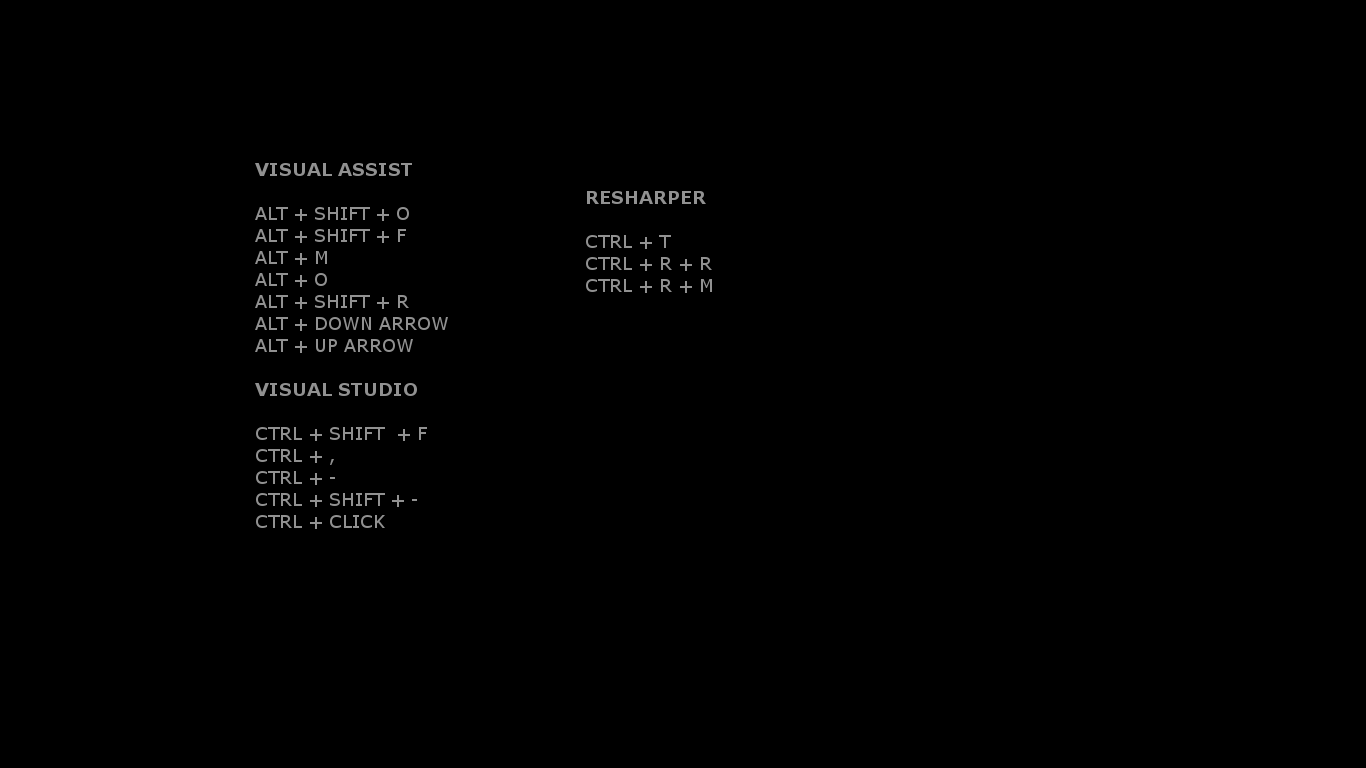 VISUAL ASSIST
ALT + SHIFT + O
ALT + SHIFT + F
ALT + M
ALT + O
ALT + SHIFT + R
ALT + DOWN ARROW
ALT + UP ARROW
VISUAL STUDIO
CTRL + SHIFT  + F
CTRL + ,
CTRL + -
CTRL + SHIFT + -
CTRL + CLICK
RESHARPER
CTRL + T
CTRL + R + R
CTRL + R + M